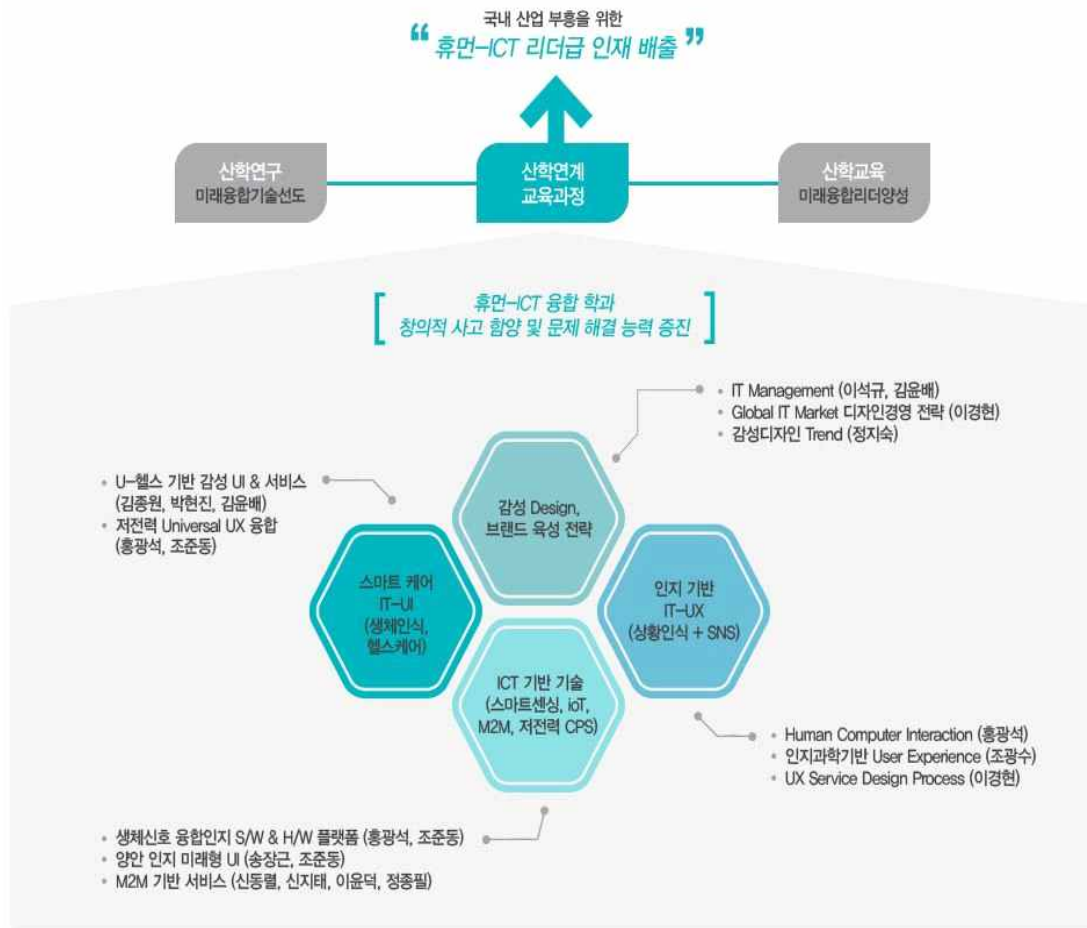 국내 산업 부흥을 위한
“ 휴먼-ICT 리더급 인재 배출 ”
산학연구
미래융합기술선도
산학연계
교육과정
산학교육
미래융합리더양성
[ 휴먼-ICT 융합 학과
창의적 사고 함양 및 문제 해결 능력 증진 ]
• IT Management (이석규, 김윤배)
• Global IT Market 디자인경영 전략 (이경현)
• 감성디자인 Trend (정지숙)
• U-헬스 기반 감성 UI & 서비스
(김종원, 박현진, 김윤배)
• 저전력 Universal UX 융합
(홍광석, 조준동)
감성 Design,
브랜드 육성 전략
스마트 케어
IT-UI
(생체인식,
헬스케어)
인지 기반
IT-UX
(상황인식 + SNS)
ICT 기반 기술
(스마트센싱, ioT,
M2M, 저전력 CPS)
• Human Computer Interaction (홍광석)
• 인지과학기반 User Experience (조광수)
• UX Service Design Process (이경현)
• 생체신호 융합인지 S/W & H/W 플랫폼 (홍광석, 조준동)
• 양안 인지 미래형 UI (송장근, 조준동)
• M2M 기반 서비스 (신동렬, 신지태, 이윤덕, 정종필)